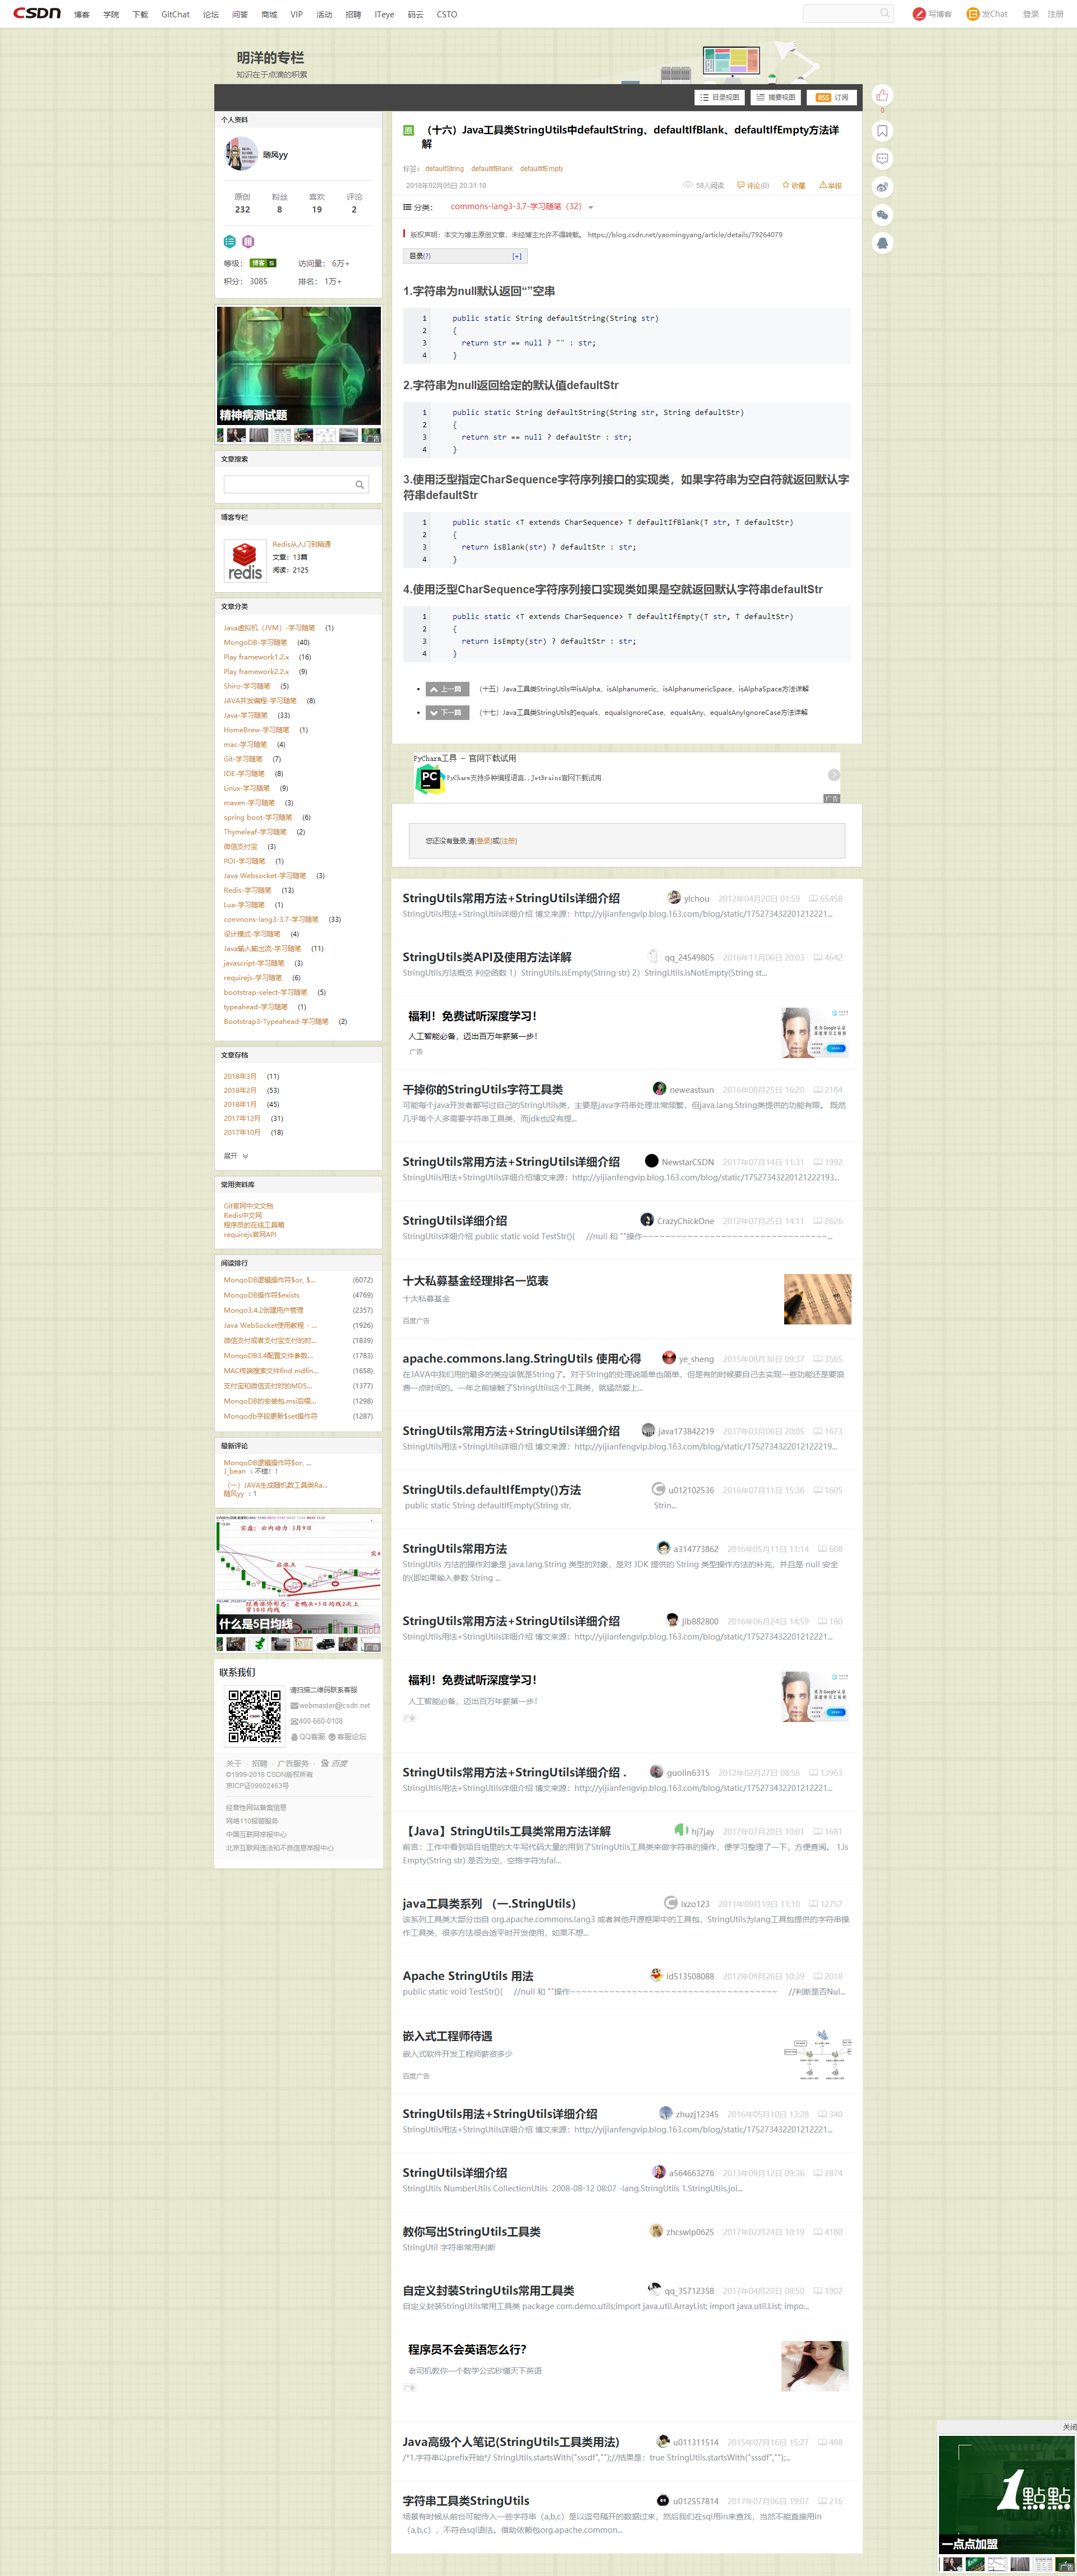 CSDN 博客 学院 下载 GitChat 论坛 问答 商城 VIP 活动 招聘 ITeye 码云 CSTO 写博客 发Chat 登录 注册
明洋的专栏
知识在于点滴的积累
目录视图 摘要视图 RSS 订阅
个人资料
随风yy
原创 粉丝 喜欢 评论
232 8 19 2
等级： 博客 5 访问量： 6万+
积分： 3085 排名： 1万+
精神病测试题
广告
文章搜索
博客专栏
redis
Redis从入门到精通
文章：13篇
阅读：2125
文章分类
Java虚拟机（JVM）-学习随笔 (1)
MongoDB-学习随笔 (40)
Play framework1.2.x (16)
Play framework2.2.x (9)
Shiro-学习随笔 (5)
JAVA并发编程-学习随笔 (8)
Java-学习随笔 (33)
HomeBrew-学习随笔 (1)
mac-学习随笔 (4)
Git-学习随笔 (7)
IDE-学习随笔 (8)
Linux-学习随笔 (9)
maven-学习随笔 (3)
spring boot-学习随笔 (6)
Thymeleaf-学习随笔 (2)
微信支付宝 (3)
POI-学习随笔 (1)
Java Websocket-学习随笔 (3)
Redis-学习随笔 (13)
Lua-学习随笔 (1)
commons-lang3-3.7-学习随笔 (33)
设计模式-学习随笔 (4)
Java输入输出流-学习随笔 (11)
javascript-学习随笔 (3)
requirejs-学习随笔 (6)
bootstrap-select-学习随笔 (5)
typeahead-学习随笔 (1)
Bootstrap3-Typeahead-学习随笔 (2)
文章存档
2018年3月 (11)
2018年2月 (53)
2018年1月 (45)
2017年12月 (31)
2017年10月 (18)
展开
常用资料库
Git官网中文文档
Redis中文网
程序员的在线工具箱
requirejs官网API
阅读排行
MongoDB逻辑操作符$or, $... (6072)
MongoDB操作符$exists (4769)
Mongo3.4.2创建用户管理 (2357)
Java WebSocket使用教程 - ... (1926)
微信支付或者支付宝支付的时... (1839)
MongoDB3.4配置文件参数... (1783)
MAC终端搜索文件find mdfin... (1658)
支付宝和微信支付时的MD5... (1377)
MongoDB的安装包.msi后缀... (1298)
Mongodb字段更新$set操作符 (1287)
最新评论
MongoDB逻辑操作符$or, ...
J_bean ：不错！！
（一）JAVA生成随机数工具类Ra...
随风yy ：1
什么是5日均线
广告
联系我们
请扫描二维码联系客服
webmaster@csdn.net
400-660-0108
QQ客服 客服论坛
关于 · 招聘 · 广告服务 · 百度
©1999-2018 CSDN版权所有
京ICP证09002463号
经营性网站备案信息
网络110报警服务
中国互联网举报中心
北京互联网违法和不良信息举报中心
原 （十六）Java工具类StringUtils中defaultString、defaultIfBlank、defaultIfEmpty方法详
解
标签： defaultString defaultIfBlank defaultIfEmpty
2018年02月05日 20:31:10 58人阅读 评论(0) 收藏 举报
分类： commons-lang3-3.7-学习随笔（32）
版权声明：本文为博主原创文章，未经博主允许不得转载。 https://blog.csdn.net/yaomingyang/article/details/79264079
目录(?) [+]
1.字符串为null默认返回“”空串
1 public static String defaultString(String str)
2 {
3 return str == null ? "" : str;
4 }
2.字符串为null返回给定的默认值defaultStr
1 public static String defaultString(String str, String defaultStr)
2 {
3 return str == null ? defaultStr : str;
4 }
3.使用泛型指定CharSequence字符序列接口的实现类，如果字符串为空白符就返回默认字
符串defaultStr
1 public static <T extends CharSequence> T defaultIfBlank(T str, T defaultStr)
2 {
3 return isBlank(str) ? defaultStr : str;
4 }
4.使用泛型CharSequence字符序列接口实现类如果是空就返回默认字符串defaultStr
1 public static <T extends CharSequence> T defaultIfEmpty(T str, T defaultStr)
2 {
3 return isEmpty(str) ? defaultStr : str;
4 }
上一篇 （十五）Java工具类StringUtils中isAlpha、isAlphanumeric、isAlphanumericSpace、isAlphaSpace方法详解
下一篇 （十七）Java工具类StringUtils的equals、equalsIgnoreCase、equalsAny、equalsAnyIgnoreCase方法详解
PyCharm工具 - 官网下载试用
PC PyCharm支持多种编程语言..JetBrains官网下载试用.
广告
您还没有登录,请[登录]或[注册]
StringUtils常用方法+StringUtils详细介绍 yichou 2012年04月20日 01:59 65458
StringUtils用法+StringUtils详细介绍 博文来源：http://yijianfengvip.blog.163.com/blog/static/175273432201212221...
StringUtils类API及使用方法详解 qq_24549805 2016年11月06日 20:03 4642
StringUtils方法概览 判空函数 1）StringUtils.isEmpty(String str) 2）StringUtils.isNotEmpty(String st...
福利！免费试听深度学习！
人工智能必备，迈出百万年薪第一步！
广告
干掉你的StringUtils字符工具类 neweastsun 2016年08月25日 16:20 2184
可能每个java开发者都写过自己的StringUtils类，主要是java字符串处理非常频繁，但java.lang.String类提供的功能有限。 既然
几乎每个人多需要字符串工具类，而jdk也没有提...
StringUtils常用方法+StringUtils详细介绍 NewstarCSDN 2017年07月14日 11:31 1992
StringUtils用法+StringUtils详细介绍博文来源：http://yijianfengvip.blog.163.com/blog/static/1752734322012122​2193...
StringUtils详细介绍 CrazyChickOne 2012年07月25日 14:11 2626
StringUtils详细介绍 public static void TestStr(){ //null 和 ""操作~~~~~~~~~~~~~~~~~~~~~~~~~~~~~~~~...
十大私募基金经理排名一览表
十大私募基金
百度广告
apache.commons.lang.StringUtils 使用心得 ye_sheng 2015年08月30日 09:37 3565
在JAVA中我们用的最多的类应该就是String了。对于String的处理说简单也简单，但是有的时候要自己去实现一些功能还是要浪
费一点时间的。一年之前接触了StringUtils这个工具类，就猛然爱上...
StringUtils常用方法+StringUtils详细介绍 java173842219 2017年03月06日 20:05 1673
StringUtils用法+StringUtils详细介绍 博文来源：http://yijianfengvip.blog.163.com/blog/static/1752734322012122219...
StringUtils.defaultIfEmpty()方法 u012102536 2016年07月11日 15:36 1605
public static String defaultIfEmpty(String str, Strin...
StringUtils常用方法 a314773862 2016年05月11日 11:14 608
StringUtils 方法的操作对象是 java.lang.String 类型的对象，是对 JDK 提供的 String 类型操作方法的补充，并且是 null 安全
的(即如果输入参数 String ...
StringUtils常用方法+StringUtils详细介绍 jlb882800 2016年06月24日 14:59 180
StringUtils用法+StringUtils详细介绍 博文来源：http://yijianfengvip.blog.163.com/blog/static/175273432201212221...
福利！免费试听深度学习！
人工智能必备，迈出百万年薪第一步！
广告
StringUtils常用方法+StringUtils详细介绍 . guolin6315 2012年02月27日 08:56 13963
StringUtils用法+StringUtils详细介绍 博文来源：http://yijianfengvip.blog.163.com/blog/static/175273432201212221...
【Java】StringUtils工具类常用方法详解 hj7jay 2017年07月20日 10:01 1681
前言：工作中看到项目组里的大牛写代码大量的用到了StringUtils工具类来做字符串的操作，便学习整理了一下，方便查阅。 1.is
Empty(String str) 是否为空，空格字符为fal...
java工具类系列 （一.StringUtils） lxzo123 2011年09月19日 11:10 12757
该系列工具类大部分出自 org.apache.commons.lang3 或者其他开源框架中的工具包。StringUtils为lang工具包提供的字符串操
作工具类，很多方法很合适平时开发使用，如果不想...
Apache StringUtils 用法 ld513508088 2012年09月26日 10:39 2018
public static void TestStr(){ //null 和 ""操作~~~~~~~~~~~~~~~~~~~~~~~~~~~~~~~~~~~~ //判断是否Nul...
嵌入式工程师待遇
嵌入式软件开发工程师薪资多少
百度广告
StringUtils用法+StringUtils详细介绍 zhuzj12345 2016年05月10日 13:28 340
StringUtils用法+StringUtils详细介绍 博文来源：http://yijianfengvip.blog.163.com/blog/static/175273432201212221...
StringUtils详细介绍 a564663276 2013年09月12日 09:36 2874
StringUtils NumberUtils CollectionUtils 2008-08-12 08:07 -lang.StringUtils 1.StringUtils.joi...
教你写出StringUtils工具类 zhcswlp0625 2017年02月24日 10:19 4180
StringUtil 字符串常用判断
自定义封装StringUtils常用工具类 qq_35712358 2017年04月20日 08:50 1902
自定义封装StringUtils常用工具类 package com.demo.utils;import java.util.ArrayList; import java.util.List; impo...
程序员不会英语怎么行？
老司机教你一个数学公式秒懂天下英语
广告
Java高级个人笔记(StringUtils工具类用法) u011311514 2015年07月16日 15:27 488
/*1.字符串以prefix开始*/ StringUtils.startsWith("sssdf","");//结果是：true StringUtils.startsWith("sssdf","");...
字符串工具类StringUtils u012557814 2017年07月06日 19:07 216
场景有时候从前台可能传入一些字符串（a,b,c）是以逗号隔开的数据过来，然后我们在sql用in来查找，当然不能直接用in
（a,b,c），不符合sql语法。借助依赖包org.apache.common...
0
关闭
1點點
一点点加盟
广告